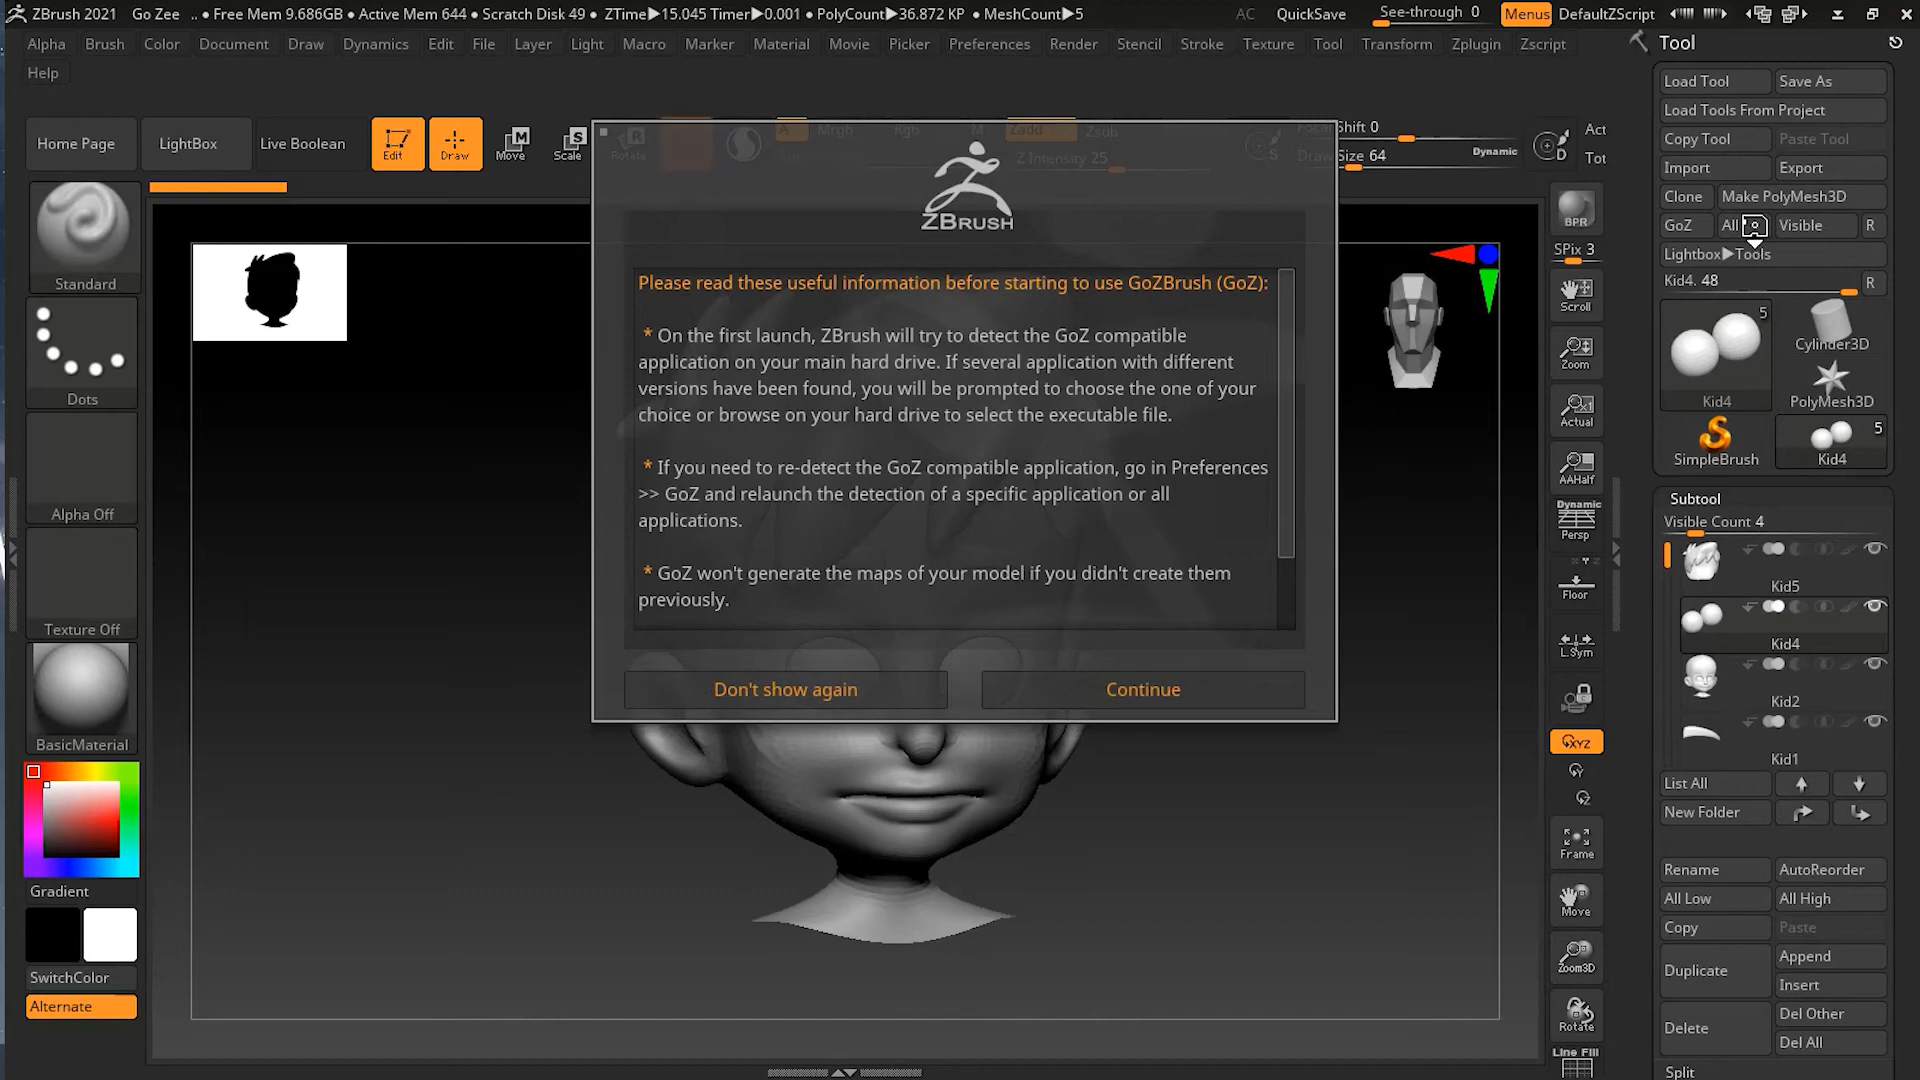 ZBrush 2021 Go Zee .. • Free Mem 9.686GB • Active Mem 644 • Scratch Disk 49 • ZTime▶15.045 Timer▶0.001 • PolyCount▶36.872 KP • MeshCount▶5 AC QuickSave See-through 0 Menus DefaultZScript
Alpha Brush Color Document Draw Dynamics Edit File Layer Light Macro Marker Material Movie Picker Preferences Render Stencil Stroke Texture Tool Transform Zplugin Zscript
Help
Home Page LightBox Live Boolean Edit Draw Move Scale Rotate
A Mrgb Rgb M Zadd Zsub
Z Intensity 25
Focal Shift 0
Draw Size 64 Dynamic
Act
Tot
Standard
Dots
Alpha Off
Texture Off
BasicMaterial
Gradient
SwitchColor
Alternate
ZBRUSH
Please read these useful information before starting to use GoZBrush (GoZ):
* On the first launch, ZBrush will try to detect the GoZ compatible
application on your main hard drive. If several application with different
versions have been found, you will be prompted to choose the one of your
choice or browse on your hard drive to select the executable file.
* If you need to re-detect the GoZ compatible application, go in Preferences
>> GoZ and relaunch the detection of a specific application or all
applications.
* GoZ won't generate the maps of your model if you didn't create them
previously.
Don't show again Continue
BPR
SPix 3
Scroll
Zoom
Actual
AAHalf
Dynamic
Persp
Floor
L.Sym
XYZ
Y
Z
Frame
Move
Zoom3D
Rotate
Line Fill
Tool
Load Tool Save As
Load Tools From Project
Copy Tool Paste Tool
Import Export
Clone Make PolyMesh3D
GoZ All Visible R
Lightbox▶Tools
Kid4. 48 R
5
Kid4
Cylinder3D
PolyMesh3D
SimpleBrush
5
Kid4
Subtool
Visible Count 4
Kid5
Kid4
Kid2
Kid1
List All
New Folder
Rename AutoReorder
All Low All High
Copy Paste
Duplicate Append
Insert
Delete Del Other
Del All
Split